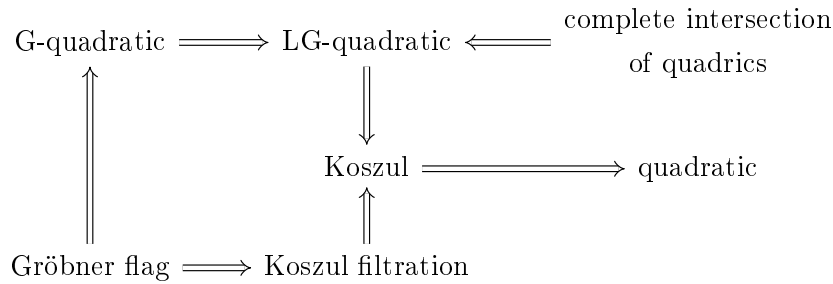 G-quadratic
LG-quadratic
complete intersection
of quadrics
Koszul
quadratic
Gröbner flag
Koszul filtration